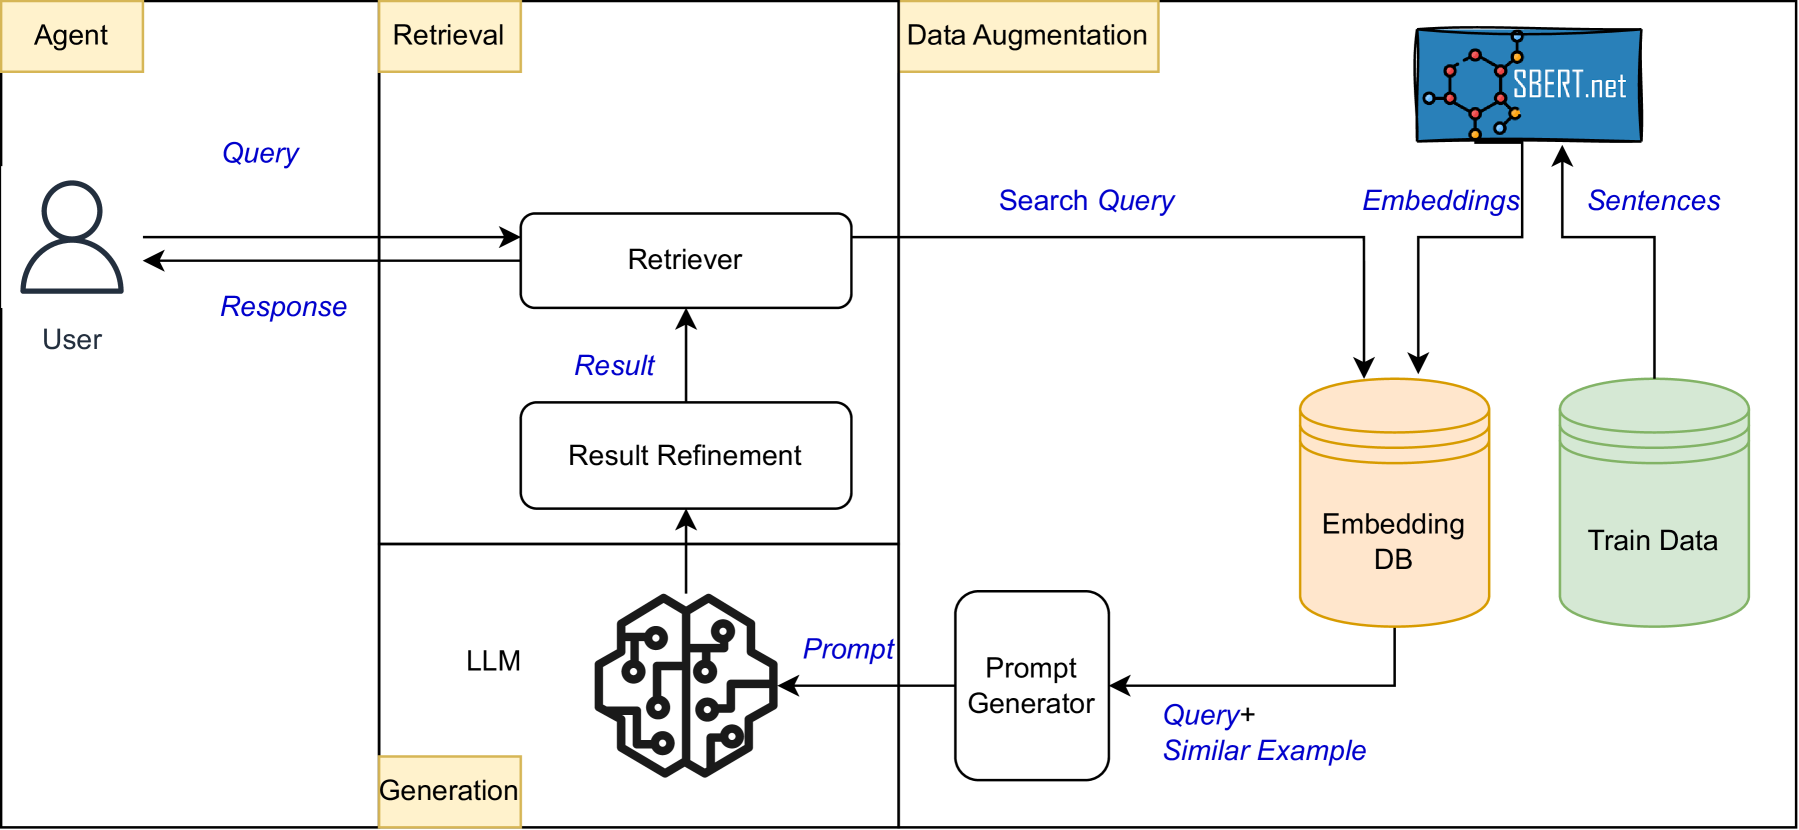 Agent
Retrieval
Data Augmentation
SBERT.net
Query
Search Query
Embeddings
Sentences
Retriever
Response
User
Result
Result Refinement
Embedding
DB
Train Data
LLM
Prompt
Prompt
Generator
Query+
Similar Example
Generation